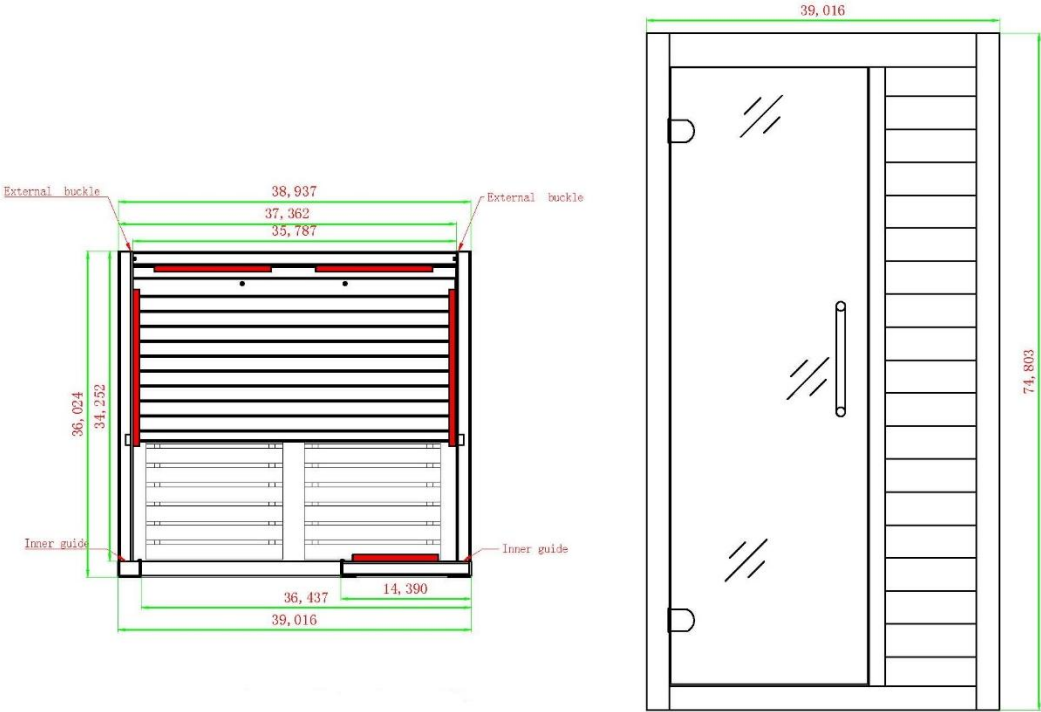 39,016
External buckle
38,937
External buckle
37,362
35,787
36,024
34,252
74,803
Inner guide
Inner guide
14,390
36,437
39,016